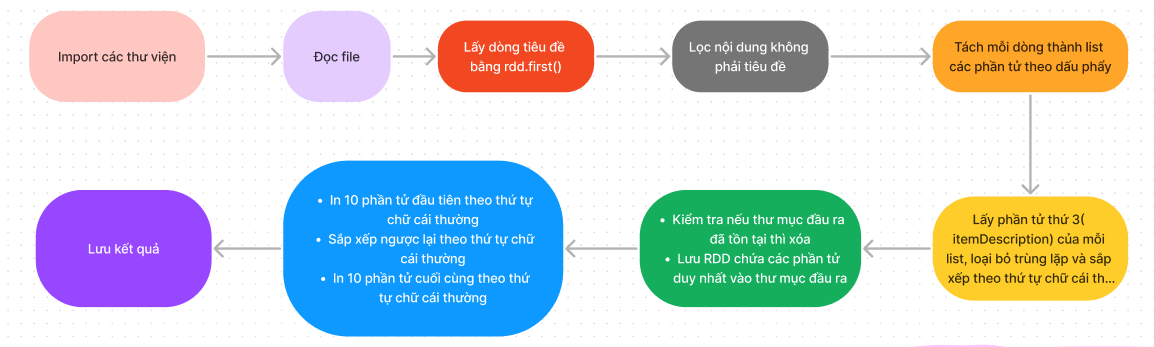 Import các thư viện
Đọc file
Lấy dòng tiêu đề
bằng rdd.first()
Lọc nội dung không
phải tiêu đề
Tách mỗi dòng thành list
các phần tử theo dấu phẩy
Lấy phần tử thứ 3(
itemDescription) của mỗi
list, loại bỏ trùng lặp và sắp
xếp theo thứ tự chữ cái th...
• Kiểm tra nếu thư mục đầu ra
đã tồn tại thì xóa
• Lưu RDD chứa các phần tử
duy nhất vào thư mục đầu ra
• In 10 phần tử đầu tiên theo thứ tự
chữ cái thường
• Sắp xếp ngược lại theo thứ tự chữ
cái thường
• In 10 phần tử cuối cùng theo thứ
tự chữ cái thường
Lưu kết quả